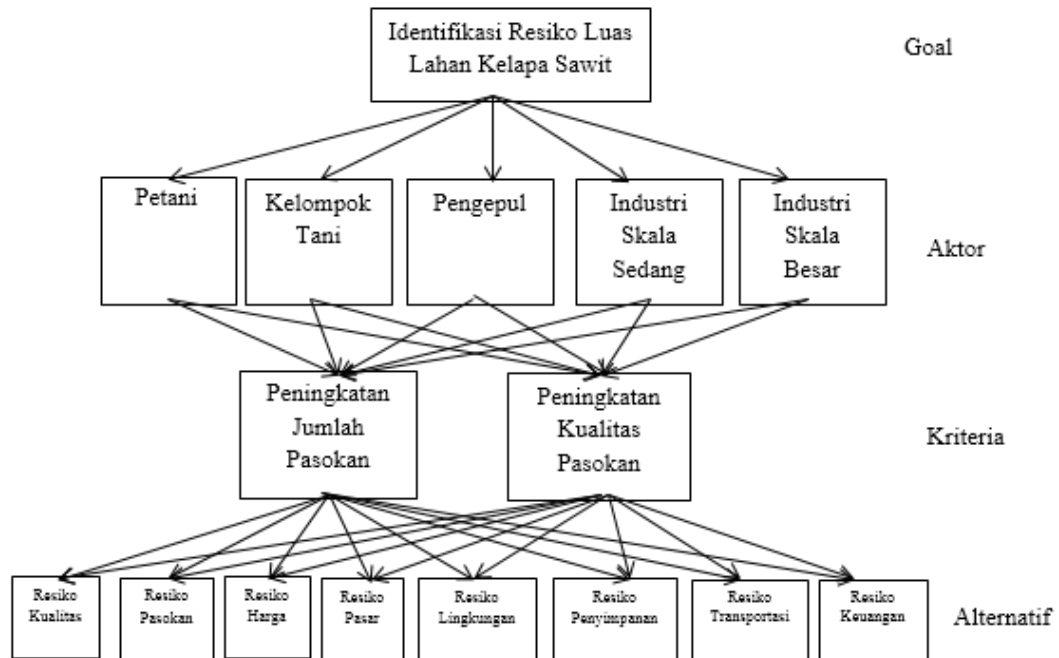 Identifikasi Resiko Luas
Lahan Kelapa Sawit
Goal
Petani
Kelompok
Tani
Pengepul
Industri
Skala
Sedang
Industri
Skala
Besar
Aktor
Peningkatan
Jumlah
Pasokan
Peningkatan
Kualitas
Pasokan
Kriteria
Resiko
Kualitas
Resiko
Pasokan
Resiko
Harga
Resiko
Pasar
Resiko
Lingkungan
Resiko
Penyimpanan
Resiko
Transportasi
Resiko
Keuangan
Alternatif